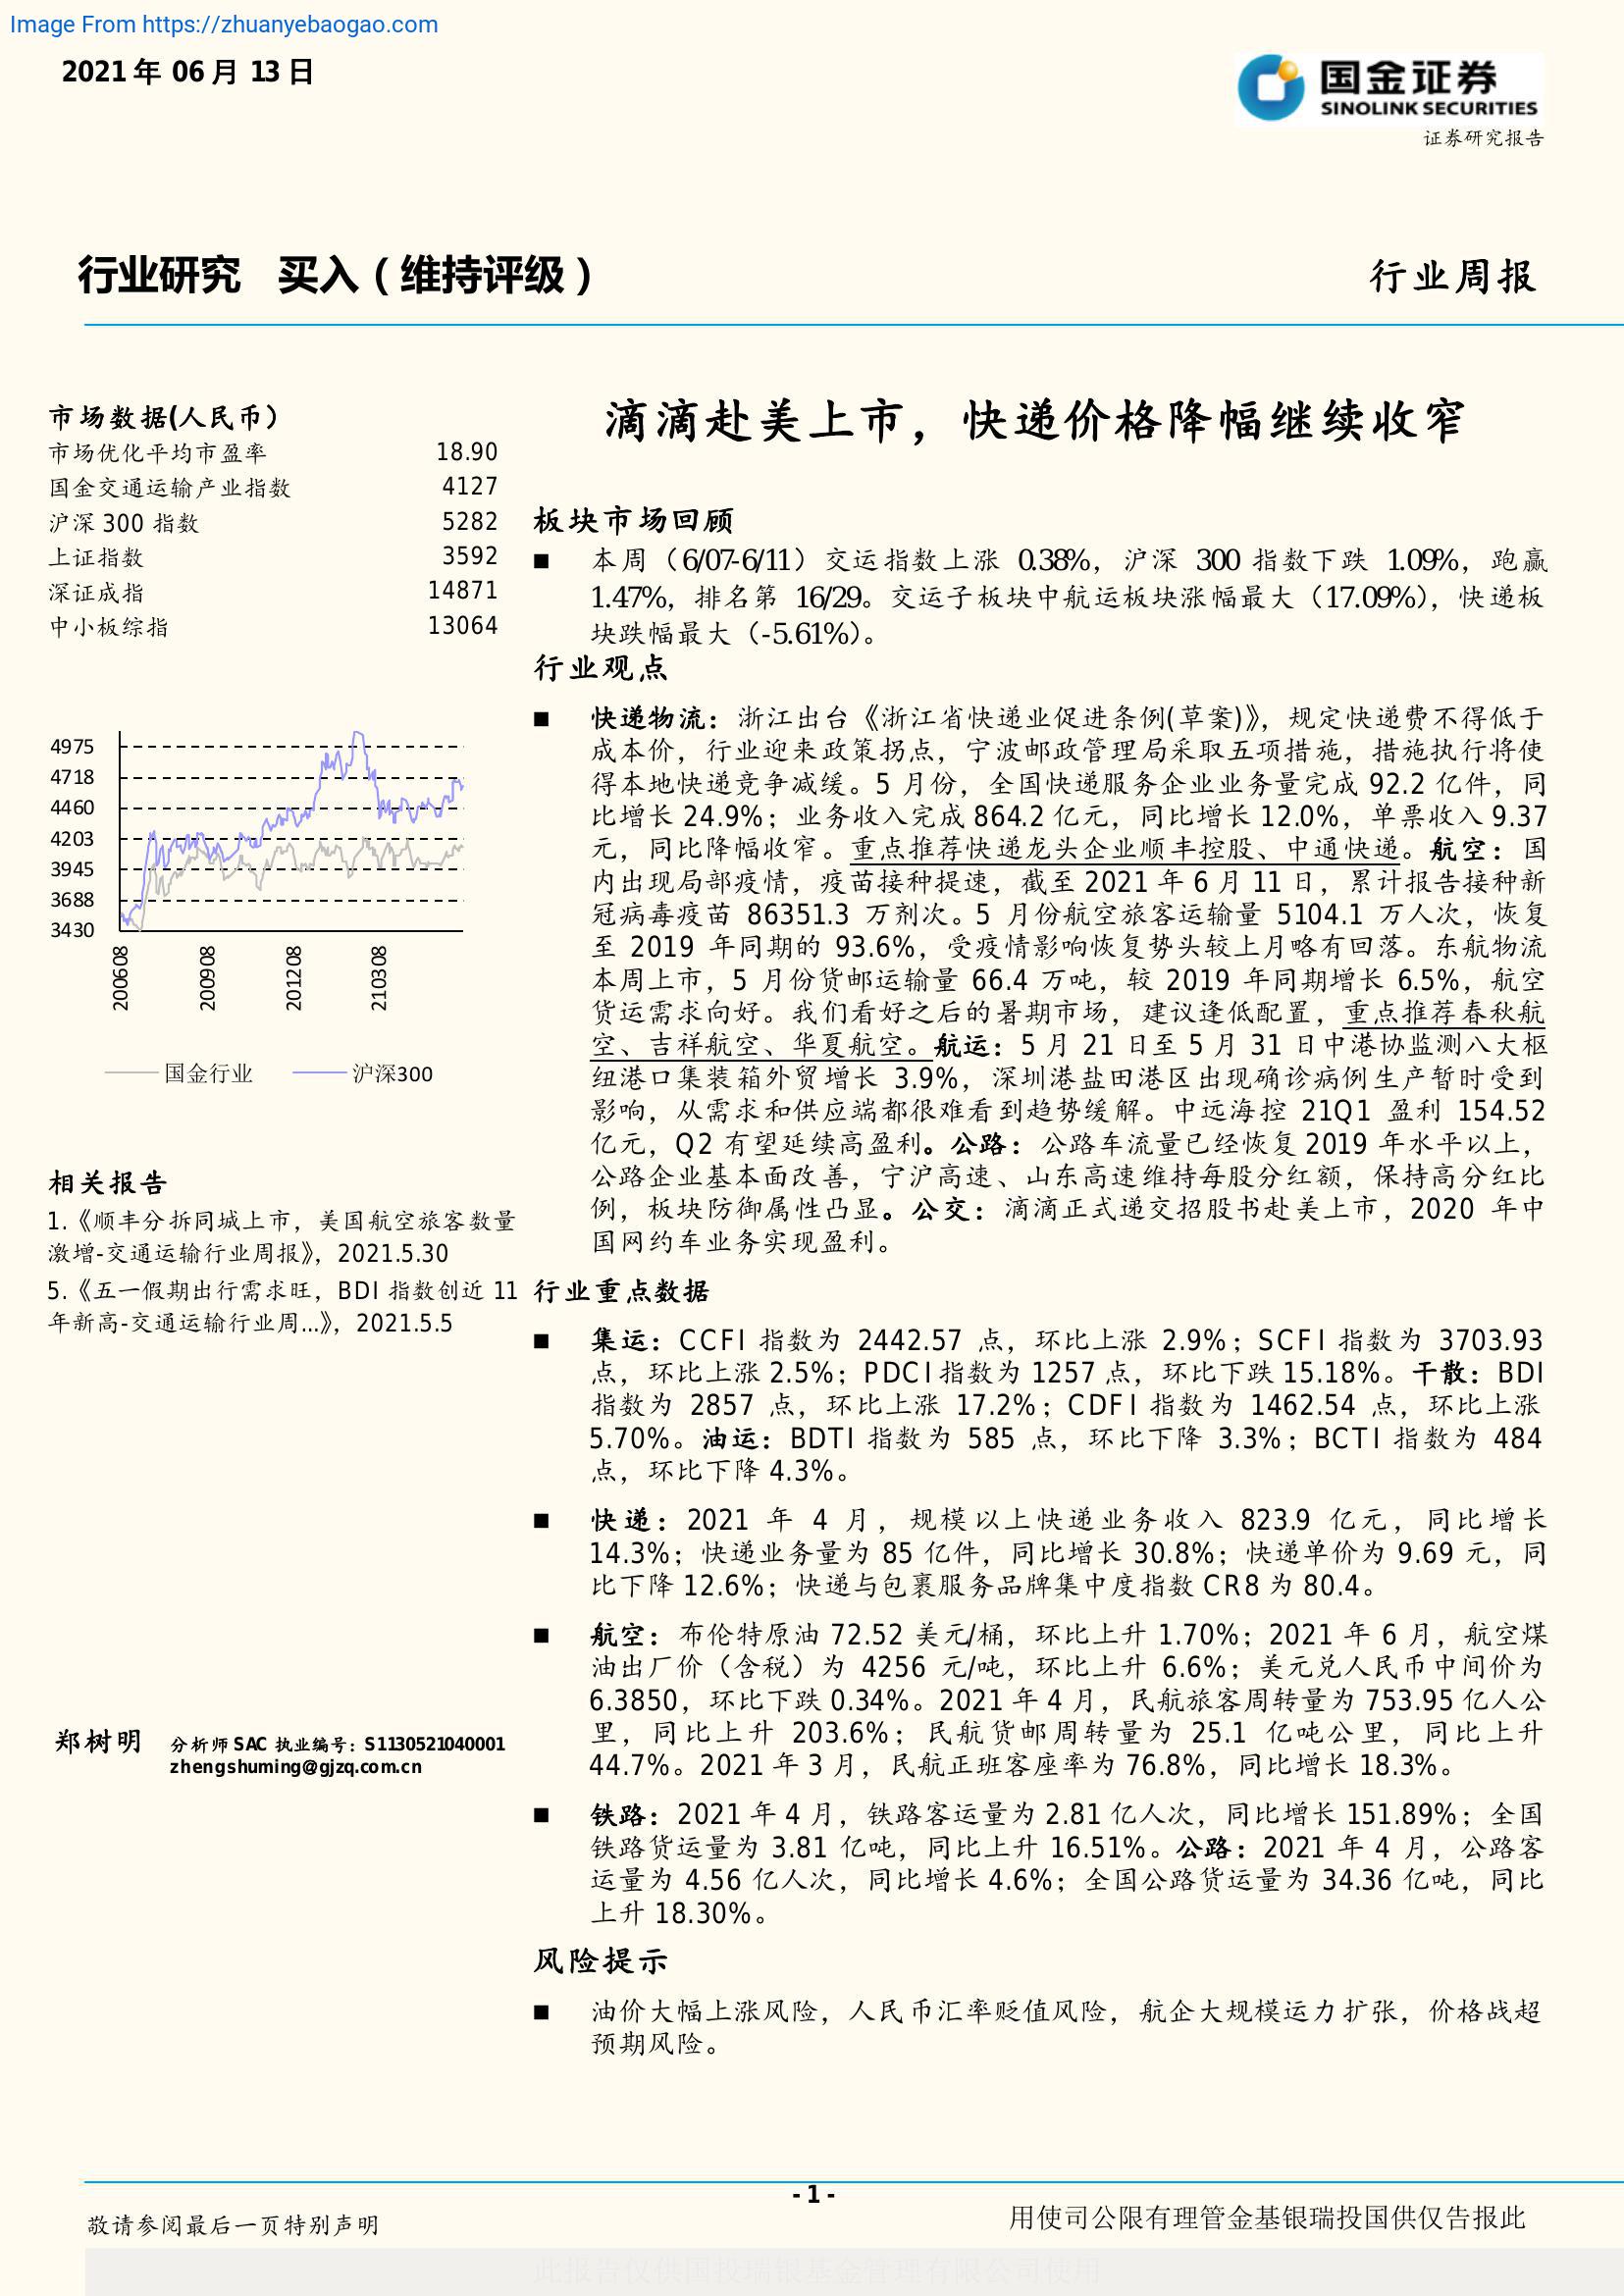 Image From https://zhuanyebaogao.com
2021 年 06 月 13 日
国金证券
SINOLINK SECURITIES
证券研究报告
行业研究 买入（维持评级）
行业周报
市场数据(人民币）
市场优化平均市盈率 18.90
国金交通运输产业指数 4127
沪深 300 指数 5282
上证指数 3592
深证成指 14871
中小板综指 13064
4975
4718
4460
4203
3945
3688
3430
200608
200908
201208
210308
国金行业 沪深300
相关报告
1.《顺丰分拆同城上市，美国航空旅客数量
激增-交通运输行业周报》，2021.5.30
5.《五一假期出行需求旺，BDI 指数创近 11
年新高-交通运输行业周...》，2021.5.5
郑树明 分析师 SAC 执业编号：S1130521040001
zhengshuming@gjzq.com.cn
滴滴赴美上市，快递价格降幅继续收窄
板块市场回顾
■ 本周（6/07-6/11）交运指数上涨 0.38%，沪深 300 指数下跌 1.09%，跑赢
1.47%，排名第 16/29。交运子板块中航运板块涨幅最大（17.09%），快递板
块跌幅最大（-5.61%）。
行业观点
■ 快递物流：浙江出台《浙江省快递业促进条例(草案)》，规定快递费不得低于
成本价，行业迎来政策拐点，宁波邮政管理局采取五项措施，措施执行将使
得本地快递竞争减缓。5 月份，全国快递服务企业业务量完成 92.2 亿件，同
比增长 24.9%；业务收入完成 864.2 亿元，同比增长 12.0%，单票收入 9.37
元，同比降幅收窄。重点推荐快递龙头企业顺丰控股、中通快递。航空：国
内出现局部疫情，疫苗接种提速，截至 2021 年 6 月 11 日，累计报告接种新
冠病毒疫苗 86351.3 万剂次。5 月份航空旅客运输量 5104.1 万人次，恢复
至 2019 年同期的 93.6%，受疫情影响恢复势头较上月略有回落。东航物流
本周上市，5 月份货邮运输量 66.4 万吨，较 2019 年同期增长 6.5%，航空
货运需求向好。我们看好之后的暑期市场，建议逢低配置，重点推荐春秋航
空、吉祥航空、华夏航空。航运：5 月 21 日至 5 月 31 日中港协监测八大枢
纽港口集装箱外贸增长 3.9%，深圳港盐田港区出现确诊病例生产暂时受到
影响，从需求和供应端都很难看到趋势缓解。中远海控 21Q1 盈利 154.52
亿元，Q2 有望延续高盈利。公路：公路车流量已经恢复 2019 年水平以上，
公路企业基本面改善，宁沪高速、山东高速维持每股分红额，保持高分红比
例，板块防御属性凸显。公交：滴滴正式递交招股书赴美上市，2020 年中
国网约车业务实现盈利。
行业重点数据
■ 集运：CCFI 指数为 2442.57 点，环比上涨 2.9%；SCFI 指数为 3703.93
点，环比上涨 2.5%；PDCI 指数为 1257 点，环比下跌 15.18%。干散：BDI
指数为 2857 点，环比上涨 17.2%；CDFI 指数为 1462.54 点，环比上涨
5.70%。油运：BDTI 指数为 585 点，环比下降 3.3%；BCTI 指数为 484
点，环比下降 4.3%。
■ 快递：2021 年 4 月，规模以上快递业务收入 823.9 亿元，同比增长
14.3%；快递业务量为 85 亿件，同比增长 30.8%；快递单价为 9.69 元，同
比下降 12.6%；快递与包裹服务品牌集中度指数 CR8 为 80.4。
■ 航空：布伦特原油 72.52 美元/桶，环比上升 1.70%；2021 年 6 月，航空煤
油出厂价（含税）为 4256 元/吨，环比上升 6.6%；美元兑人民币中间价为
6.3850，环比下跌 0.34%。2021 年 4 月，民航旅客周转量为 753.95 亿人公
里，同比上升 203.6%；民航货邮周转量为 25.1 亿吨公里，同比上升
44.7%。2021 年 3 月，民航正班客座率为 76.8%，同比增长 18.3%。
■ 铁路：2021 年 4 月，铁路客运量为 2.81 亿人次，同比增长 151.89%；全国
铁路货运量为 3.81 亿吨，同比上升 16.51%。公路：2021 年 4 月，公路客
运量为 4.56 亿人次，同比增长 4.6%；全国公路货运量为 34.36 亿吨，同比
上升 18.30%。
风险提示
■ 油价大幅上涨风险，人民币汇率贬值风险，航企大规模运力扩张，价格战超
预期风险。
- 1 -
敬请参阅最后一页特别声明
用使司公限有理管金基银瑞投国供仅告报此
此报告仅供国投瑞银基金管理有限公司使用